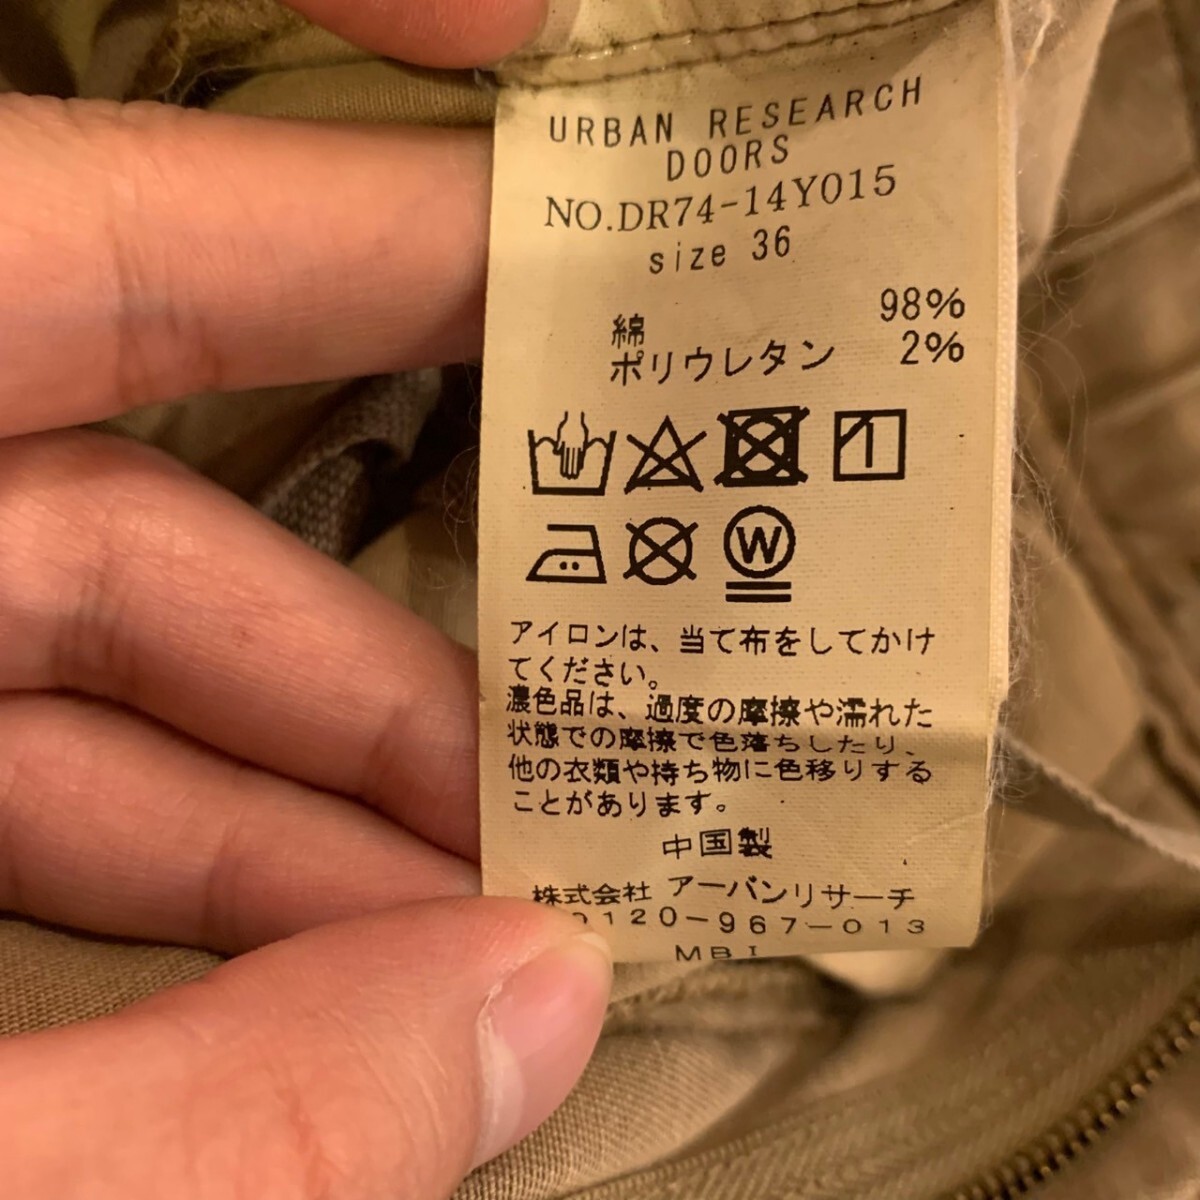 URBAN RESEARCH
DOORS
NO.DR74-14Y015
size 36
綿 98%
ポリウレタン 2%
W
アイロンは、当て布をしてかけ
てください。
濃色品は、過度の摩擦や濡れた
状態での摩擦で色落ちしたり、
他の衣類や持ち物に色移りする
ことがあります。
中国製
株式会社 アーバンリサーチ
0120-967-013
MBI